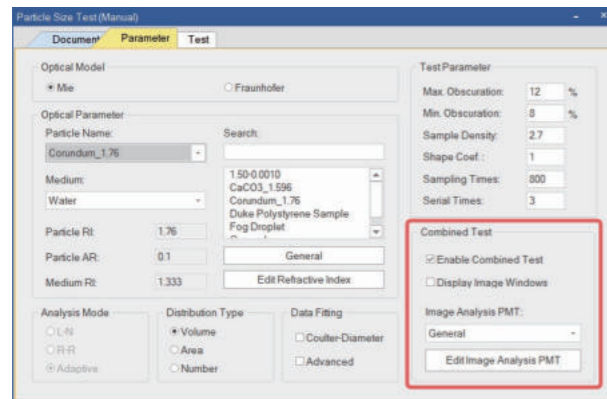 Particle Size Test (Manual)
Document Parameter Test
Optical Model
Mie Fraunhofer
Optical Parameter
Particle Name: Search:
Corundum_1.76
Medium:
Water
1.50-0.0010
CaCO3_1.596
Corundum_1.76
Duke Polystyrene Sample
Fog Droplet
Particle RI: 1.76
Particle AR: 0.1
Medium RI: 1.333
General
Edit Refractive Index
Analysis Mode
L-N
R-R
Adaptive
Distribution Type
Volume
Area
Number
Data Fitting
Coulter-Diameter
Advanced
Test Parameter
Max. Obscuration: 12 %
Min. Obscuration: 8 %
Sample Density: 2.7
Shape Coef.: 1
Sampling Times: 800
Serial Times: 3
Combined Test
Enable Combined Test
Display Image Windows
Image Analysis PMT:
General
Edit Image Analysis PMT